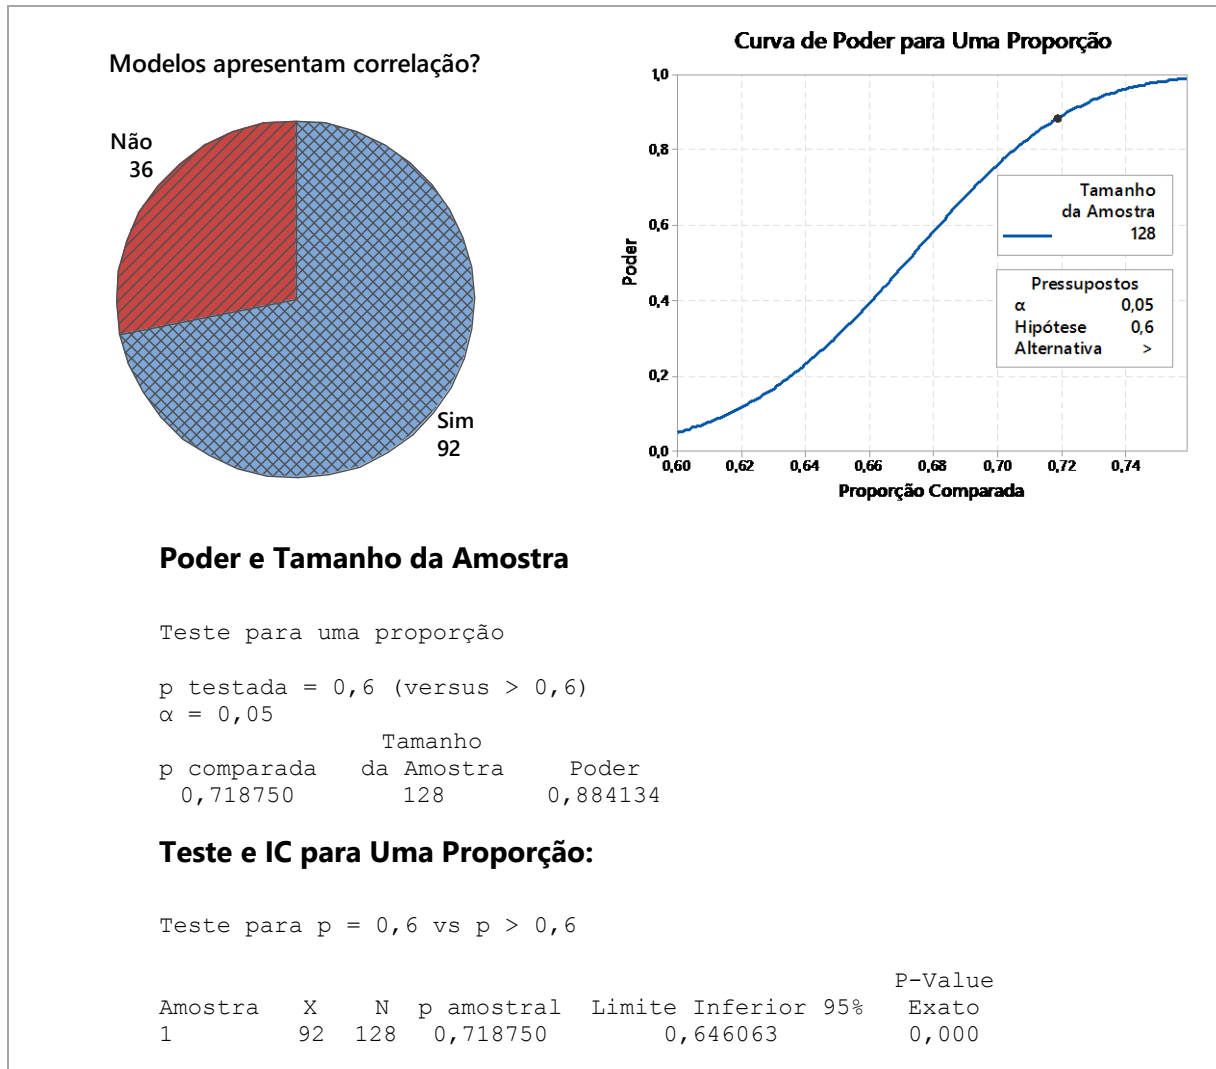 Modelos apresentam correlação?
Não
36
Sim
92
Curva de Poder para Uma Proporção
1,0
0,8
0,6
0,4
0,2
0,0
Poder
0,60 0,62 0,64 0,66 0,68 0,70 0,72 0,74
Proporção Comparada
Tamanho
da Amostra
128
Pressupostos
α 0,05
Hipótese 0,6
Alternativa >
Poder e Tamanho da Amostra
Teste para uma proporção
p testada = 0,6 (versus > 0,6)
α = 0,05
Tamanho
p comparada da Amostra Poder
0,718750 128 0,884134
Teste e IC para Uma Proporção:
Teste para p = 0,6 vs p > 0,6
P-Value
Amostra X N p amostral Limite Inferior 95% Exato
1 92 128 0,718750 0,646063 0,000